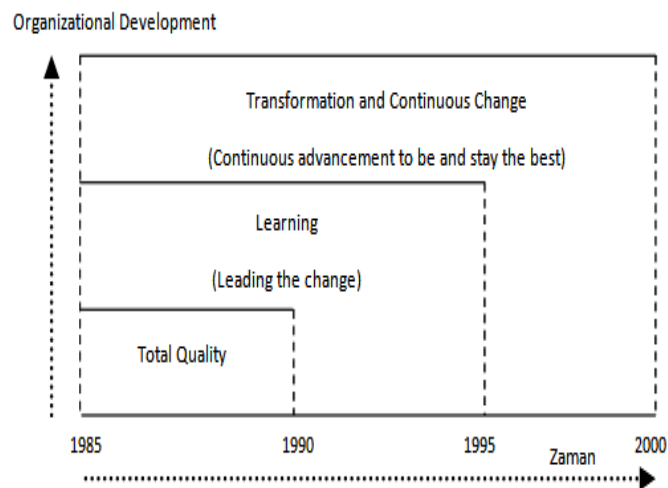 Organizational Development
Transformation and Continuous Change
(Continuous advancement to be and stay the best)
Learning
(Leading the change)
Total Quality
1985 1990 1995 2000
Zaman